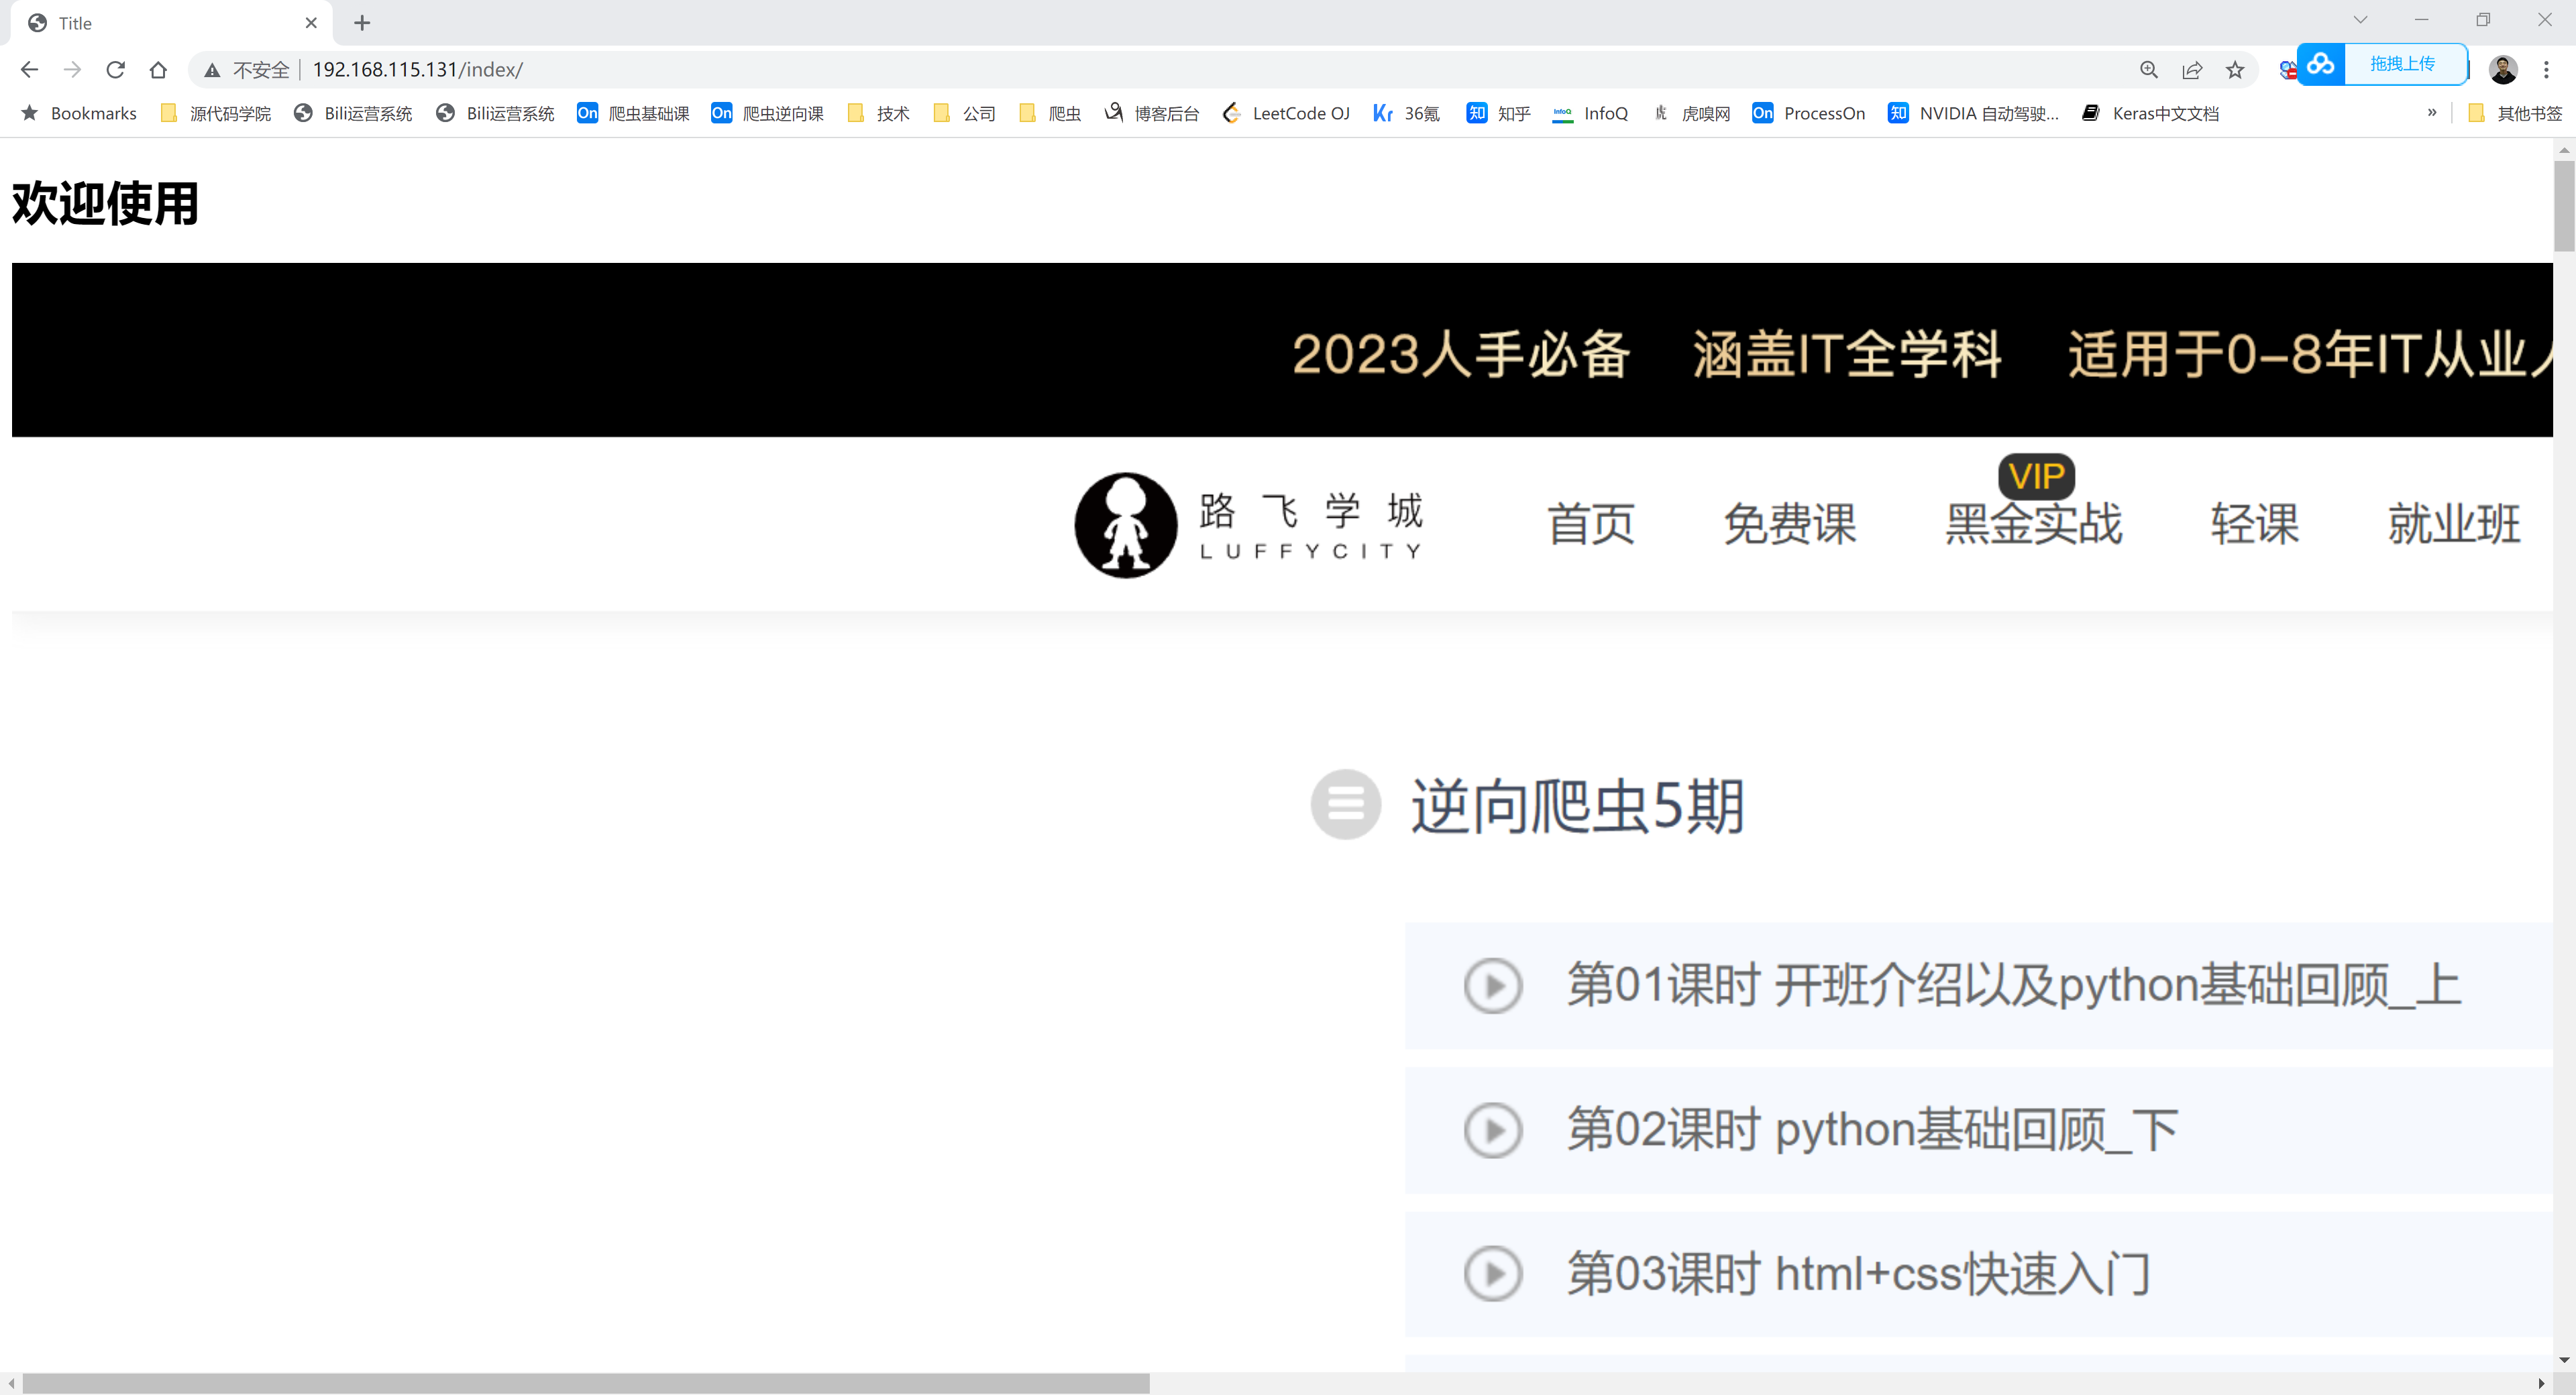 Title
不安全 192.168.115.131/index/
拖拽上传
Bookmarks 源代码学院 Bili运营系统 Bili运营系统 On 爬虫基础课 On 爬虫逆向课 技术 公司 爬虫 博客后台 LeetCode OJ Kr 36氪 知 知乎 InfoQ InfoQ 虎 虎嗅网 On ProcessOn 知 NVIDIA 自动驾驶... Keras中文文档 » 其他书签
欢迎使用
2023人手必备 涵盖IT全学科 适用于0-8年IT从业人
VIP
路飞学城 首页 免费课 黑金实战 轻课 就业班
LUFFYCITY
逆向爬虫5期
第01课时 开班介绍以及python基础回顾_上
第02课时 python基础回顾_下
第03课时 html+css快速入门